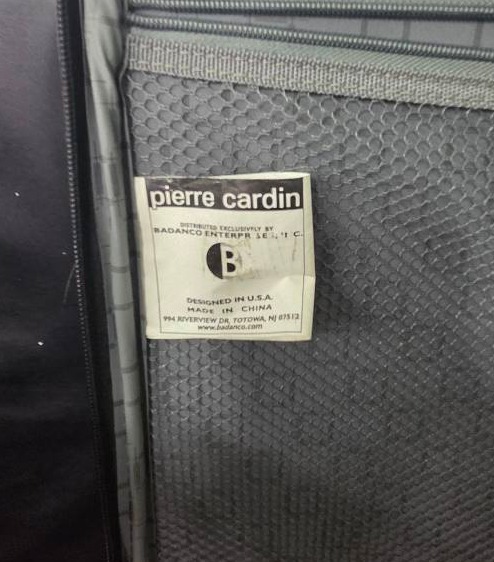 pierre cardin
DISTRIBUTED EXCLUSIVELY BY
BADANCO
B
DESIGNED IN U.S.A.
MADE IN CHINA
994 RIVERVIEW DR, TOTOWA, NJ 07512
www.badanco.com